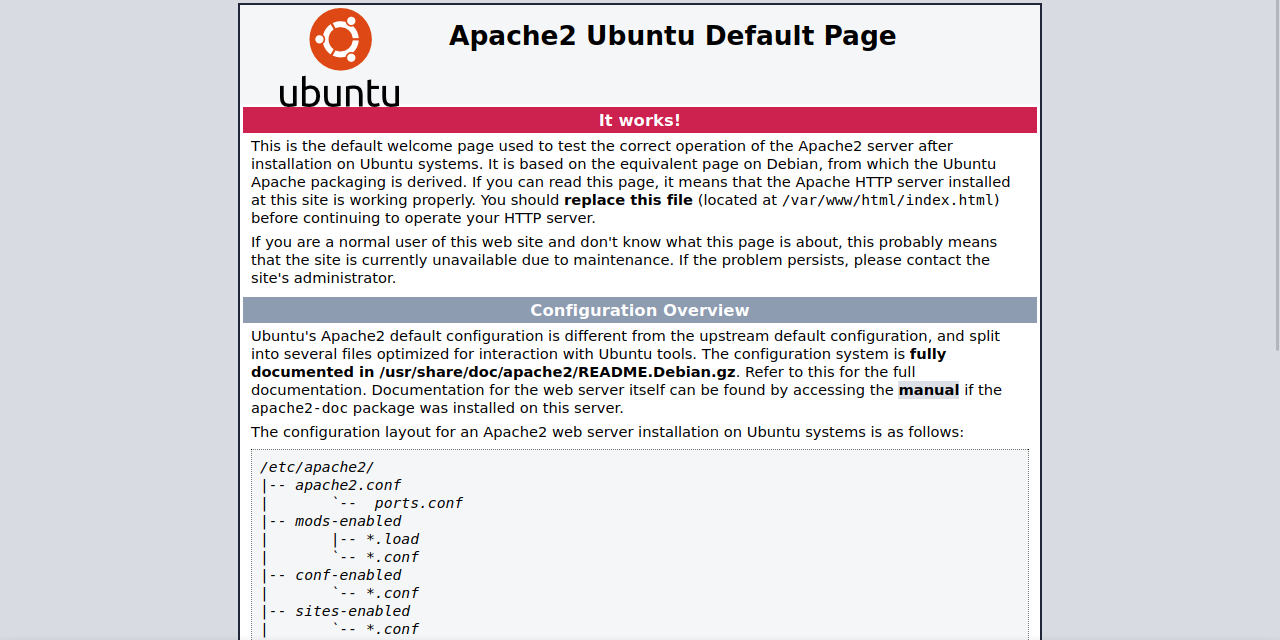 ubuntu
Apache2 Ubuntu Default Page
It works!
This is the default welcome page used to test the correct operation of the Apache2 server after
installation on Ubuntu systems. It is based on the equivalent page on Debian, from which the Ubuntu
Apache packaging is derived. If you can read this page, it means that the Apache HTTP server installed
at this site is working properly. You should replace this file (located at /var/www/html/index.html)
before continuing to operate your HTTP server.
If you are a normal user of this web site and don't know what this page is about, this probably means
that the site is currently unavailable due to maintenance. If the problem persists, please contact the
site's administrator.
Configuration Overview
Ubuntu's Apache2 default configuration is different from the upstream default configuration, and split
into several files optimized for interaction with Ubuntu tools. The configuration system is fully
documented in /usr/share/doc/apache2/README.Debian.gz. Refer to this for the full
documentation. Documentation for the web server itself can be found by accessing the manual if the
apache2-doc package was installed on this server.
The configuration layout for an Apache2 web server installation on Ubuntu systems is as follows:
/etc/apache2/
|-- apache2.conf
|       `--  ports.conf
|-- mods-enabled
|       |-- *.load
|       `-- *.conf
|-- conf-enabled
|       `-- *.conf
|-- sites-enabled
|       `-- *.conf